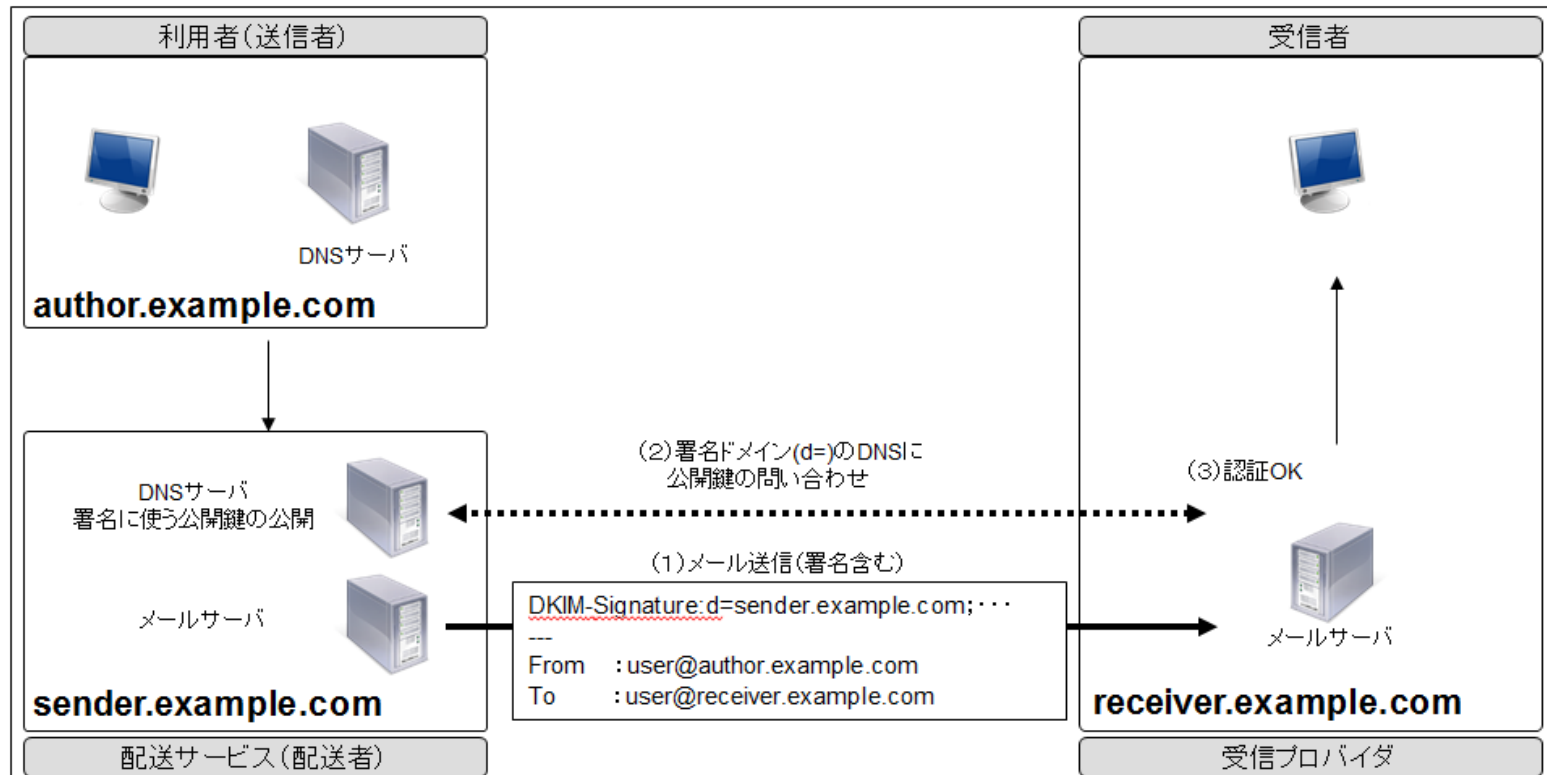 利用者(送信者)
DNSサーバ
author.example.com
受信者
DNSサーバ
署名に使う公開鍵の公開
メールサーバ
sender.example.com
配送サービス(配送者)
(2)署名ドメイン(d=)のDNSに
公開鍵の問い合わせ
(1)メール送信(署名含む)
DKIM-Signature:d=sender.example.com;・・・
---
From :user@author.example.com
To :user@receiver.example.com
(3)認証OK
メールサーバ
receiver.example.com
受信プロバイダ